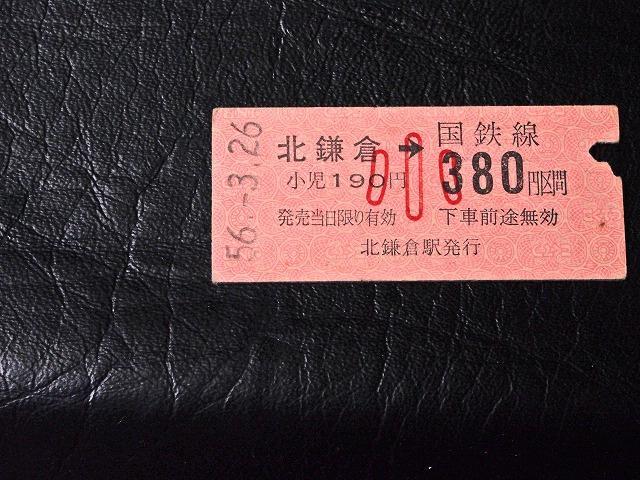 56.-3.26
北鎌倉 → 国鉄線
小児190円 380円区間
小
発売当日限り有効 下車前途無効
北鎌倉駅発行